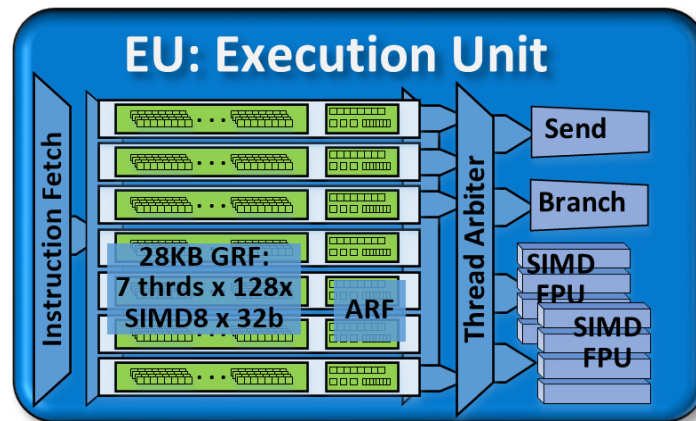 EU: Execution Unit
Instruction Fetch
28KB GRF:
7 thrds x 128x
SIMD8 x 32b
ARF
Thread Arbiter
Send
Branch
SIMD
FPU
SIMD
FPU